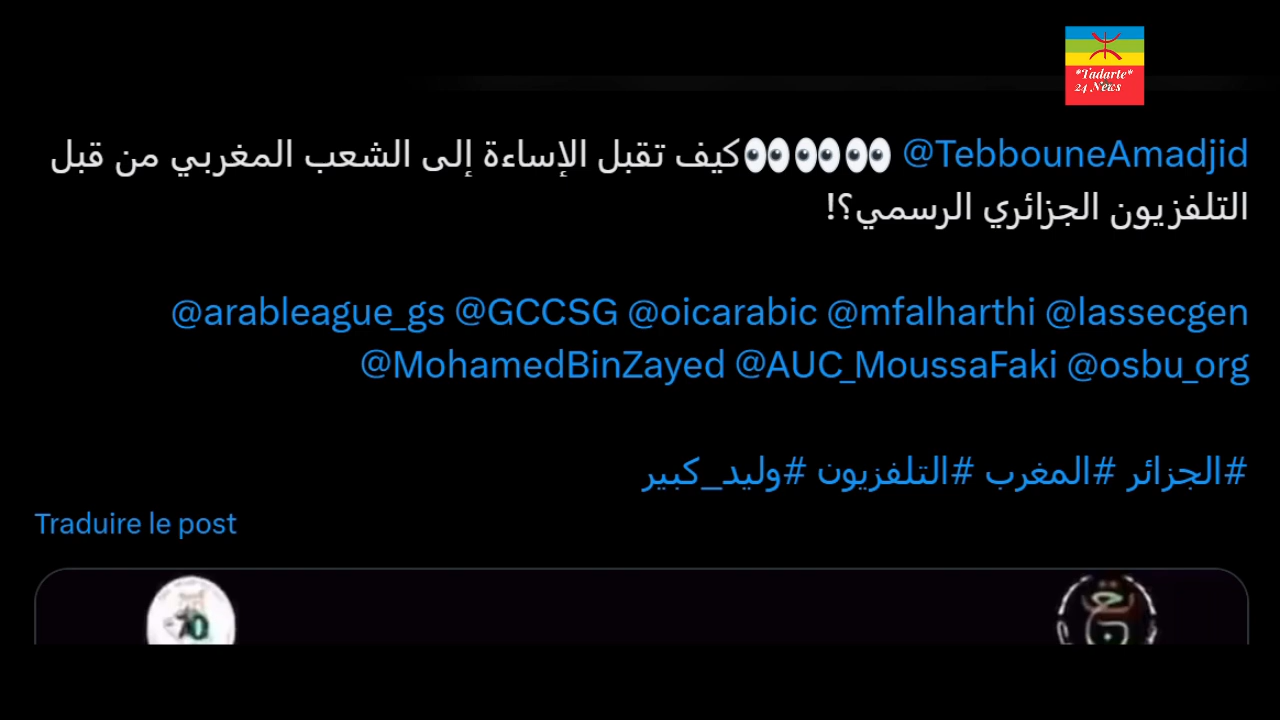 *Tadarte*
24 News
@TebbouneAmadjid 👀👀👀كيف تقبل الإساءة إلى الشعب المغربي من قبل
التلفزيون الجزائري الرسمي؟!
@arableague_gs @GCCSG @oicarabic @mfalharthi @lassecgen
@MohamedBinZayed @AUC_MoussaFaki @osbu_org
#الجزائر #المغرب #التلفزيون #وليد_كبير
Traduire le post
70